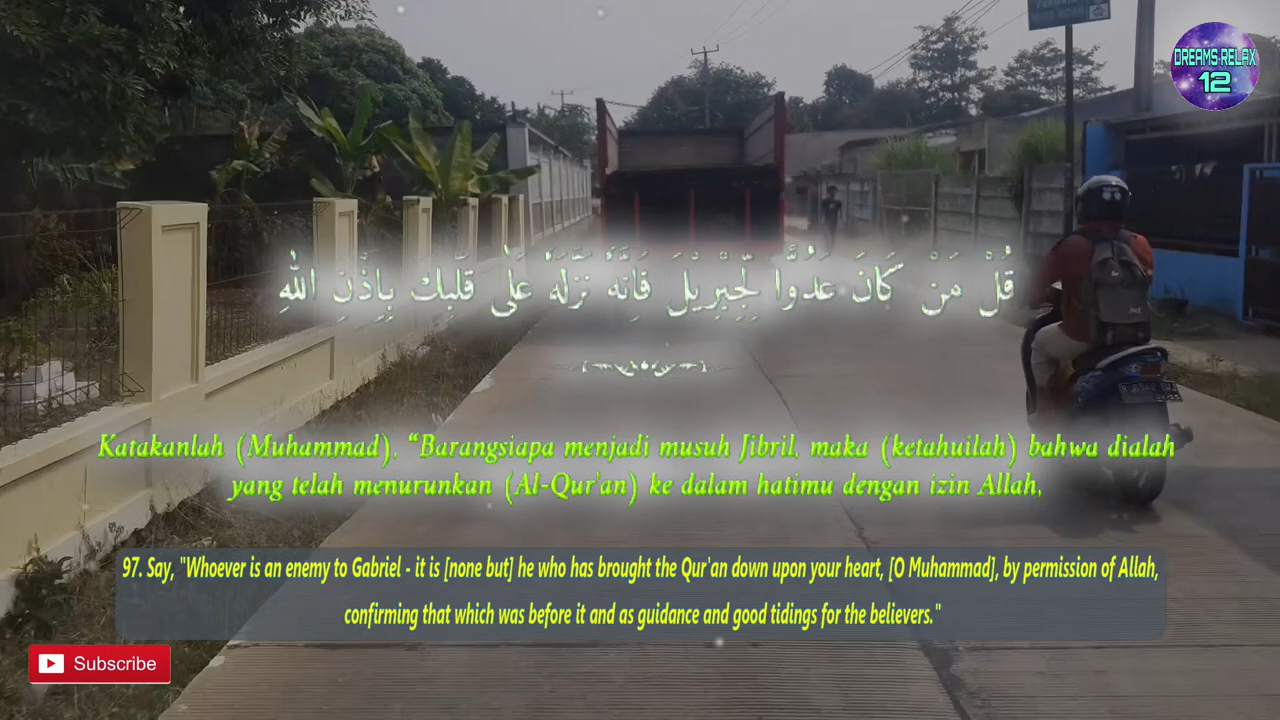 DREAMS RELAX
12
قُلْ مَنْ كَانَ عَدُوًّا لِّجِبْرِيْلَ فَاِنَّهٗ نَزَّلَهٗ عَلٰى قَلْبِكَ بِاِذْنِ اللّٰهِ
Katakanlah (Muhammad), “Barangsiapa menjadi musuh Jibril, maka (ketahuilah) bahwa dialah
yang telah menurunkan (Al-Qur'an) ke dalam hatimu dengan izin Allah,
97. Say, "Whoever is an enemy to Gabriel - it is [none but] he who has brought the Qur'an down upon your heart, [O Muhammad], by permission of Allah,
confirming that which was before it and as guidance and good tidings for the believers."
Subscribe